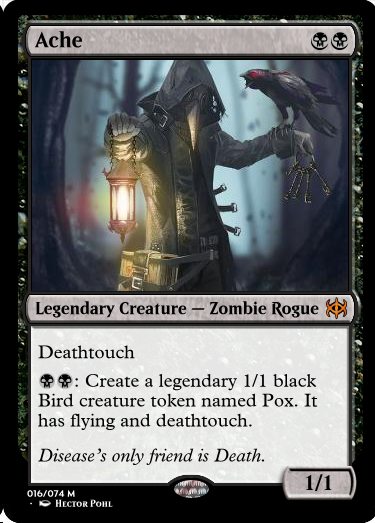 Ache
Legendary Creature — Zombie Rogue
Deathtouch
: Create a legendary 1/1 black
Bird creature token named Pox. It
has flying and deathtouch.
Disease's only friend is Death.
1/1
016/074 M
· Hector Pohl